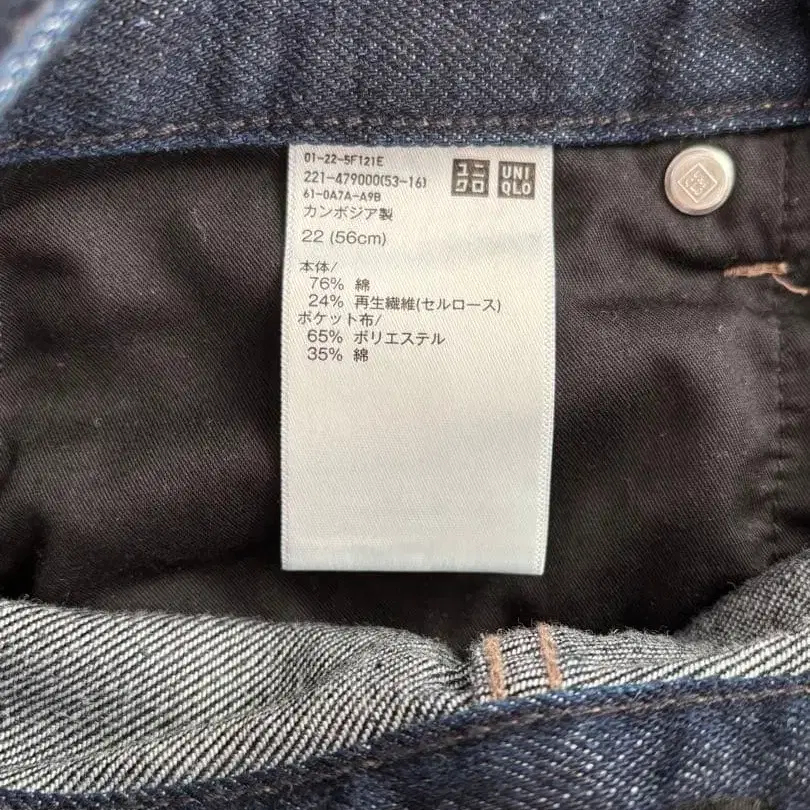 01-22-5F121E
221-479000(53-16)
61-0A7A-A9B
カンボジア製
22 (56cm)
ユニ
クロ
UNI
QLO
本体/
76% 綿
24% 再生繊維(セルロース)
ポケット布/
65% ポリエステル
35% 綿